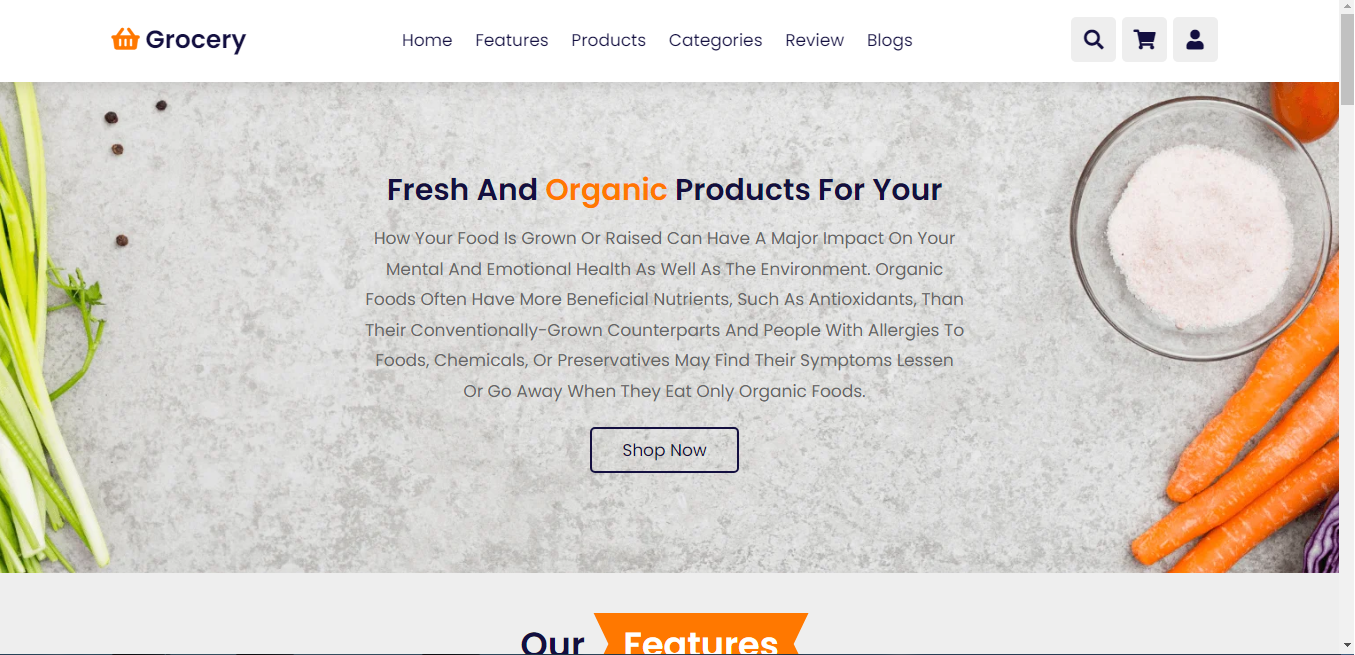 Grocery
Home Features Products Categories Review Blogs
Fresh And Organic Products For Your
How Your Food Is Grown Or Raised Can Have A Major Impact On Your
Mental And Emotional Health As Well As The Environment. Organic
Foods Often Have More Beneficial Nutrients, Such As Antioxidants, Than
Their Conventionally-Grown Counterparts And People With Allergies To
Foods, Chemicals, Or Preservatives May Find Their Symptoms Lessen
Or Go Away When They Eat Only Organic Foods.
Shop Now
Our Features